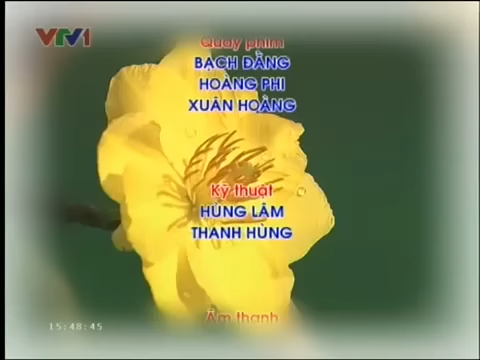 VTV1
Quay phim
BẠCH ĐẰNG
HOÀNG PHI
XUÂN HOÀNG
Kỹ thuật
HÙNG LÂM
THANH HÙNG
Âm thanh
15:48:45